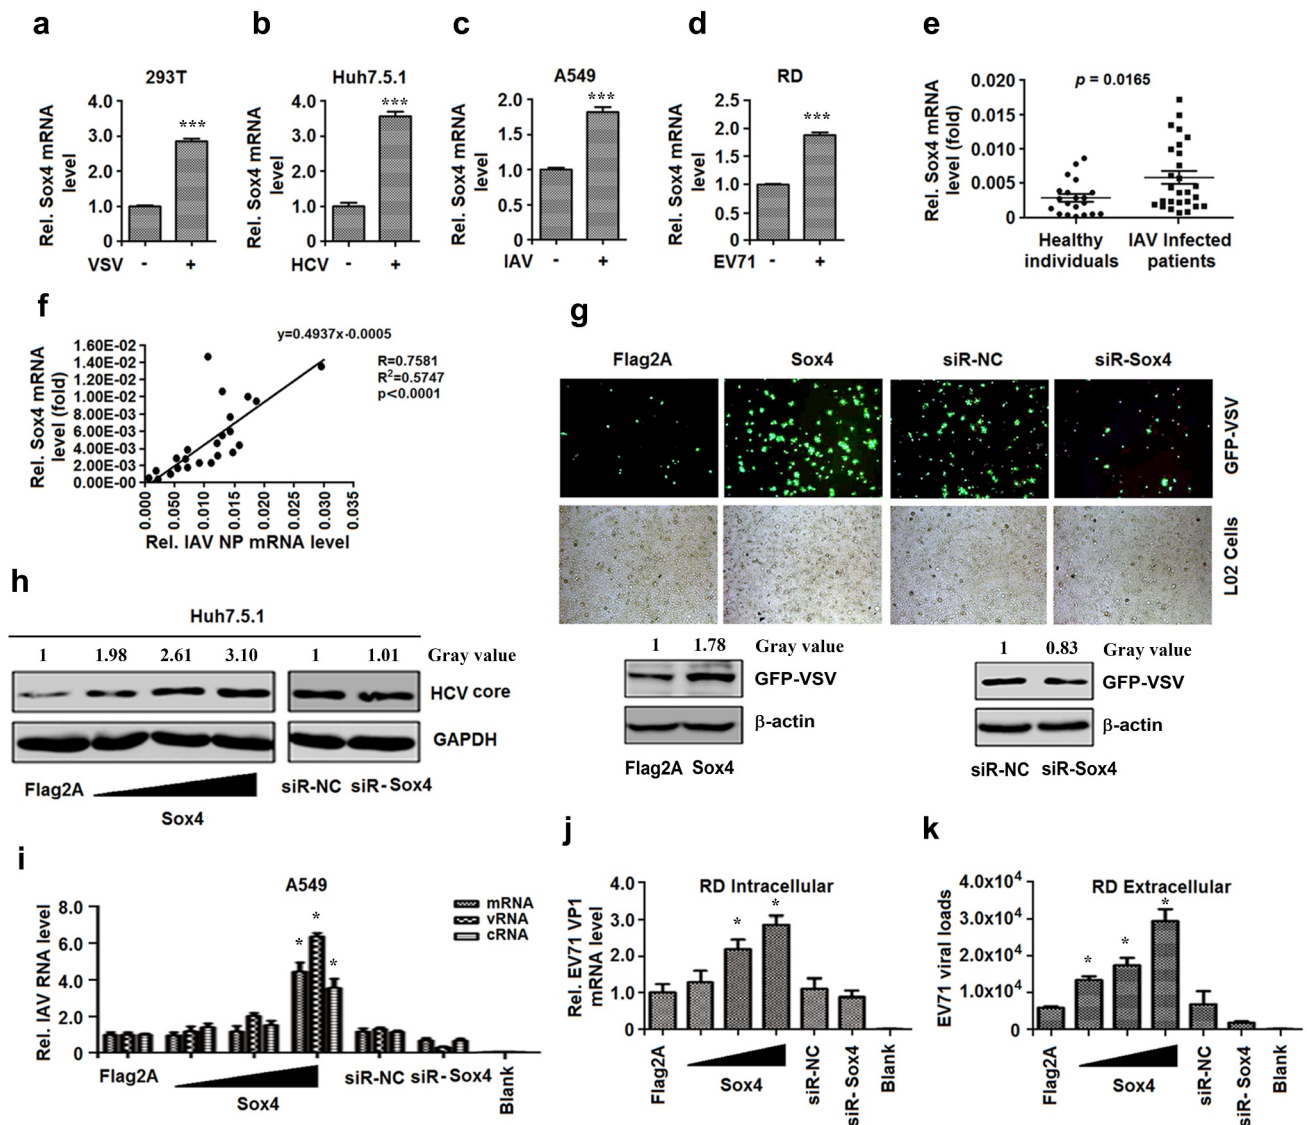 a
293T
Rel. Sox4 mRNA
level
4.0
3.0
2.0
1.0
0
***
VSV - +
b
Huh7.5.1
Rel. Sox4 mRNA
level
4.0
3.0
2.0
1.0
0
***
HCV - +
c
A549
Rel. Sox4 mRNA
level
2.0
1.5
1.0
0.5
0
***
IAV - +
d
RD
Rel. Sox4 mRNA
level
2.5
2.0
1.5
1.0
0.5
0
***
EV71 - +
e
Rel. Sox4 mRNA
level (fold)
0.020
0.015
0.010
0.005
0
p = 0.0165
Healthy
individuals
IAV Infected
patients
f
Rel. Sox4 mRNA
level (fold)
1.60E-02
1.40E-02
1.20E-02
1.00E-02
8.00E-03
6.00E-03
4.00E-03
2.00E-03
0.00E-00
y=0.4937x-0.0005
R=0.7581
R2=0.5747
p<0.0001
0.000
0.050
0.010
0.015
0.020
0.025
0.030
0.035
Rel. IAV NP mRNA level
g
Flag2A Sox4 siR-NC siR-Sox4
GFP-VSV
L02 Cells
1 1.78 Gray value
GFP-VSV
β-actin
Flag2A Sox4
1 0.83 Gray value
GFP-VSV
β-actin
siR-NC siR-Sox4
h
Huh7.5.1
1 1.98 2.61 3.10 1 1.01 Gray value
HCV core
GAPDH
Flag2A siR-NC siR-Sox4
Sox4
i
A549
Rel. IAV RNA level
8.0
6.0
4.0
2.0
0
* * *
mRNA
vRNA
cRNA
Flag2A siR-NC siR-Sox4
Sox4
Blank
j
RD Intracellular
Rel. EV71 VP1
mRNA level
4.0
3.0
2.0
1.0
0
* *
Flag2A
Sox4
siR-NC
siR- Sox4
Blank
k
RD Extracellular
EV71 viral loads
4.0x104
3.0x104
2.0x104
1.0x104
0
* * *
Flag2A
Sox4
siR-NC
siR- Sox4
Blank